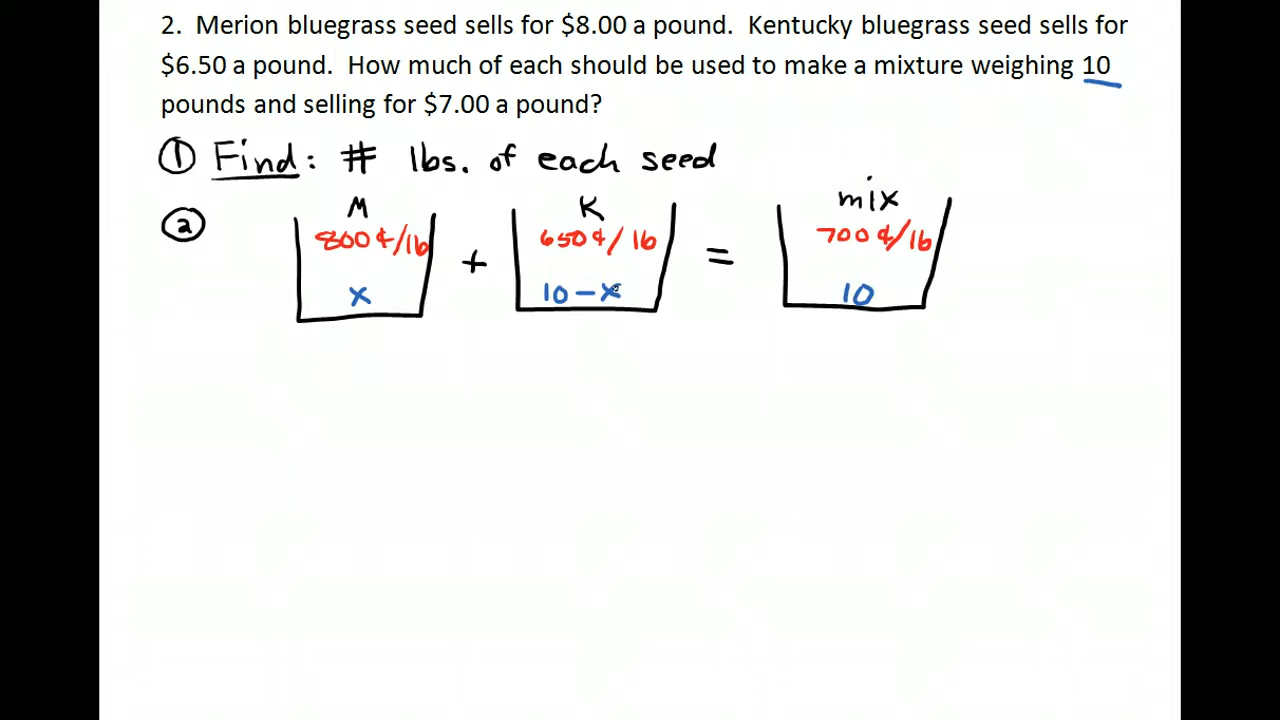 2. Merion bluegrass seed sells for $8.00 a pound. Kentucky bluegrass seed sells for
$6.50 a pound. How much of each should be used to make a mixture weighing 10
pounds and selling for $7.00 a pound?
① Find: # lbs. of each seed
② M K mix
800¢/lb + 650¢/lb = 700¢/lb
x 10-x 10